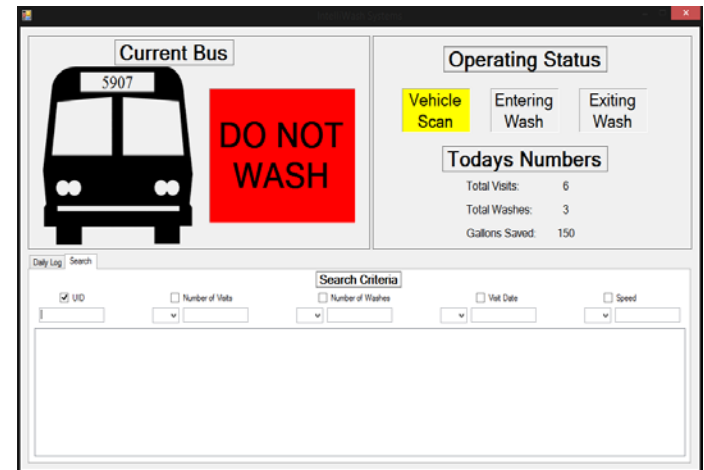 Current Bus
5907
DO NOT
WASH
Operating Status
Vehicle
Scan
Entering
Wash
Exiting
Wash
Todays Numbers
Total Visits: 6
Total Washes: 3
Gallons Saved: 150
Daily Log Search
Search Criteria
UID Number of Visits Number of Washes Visit Date Speed